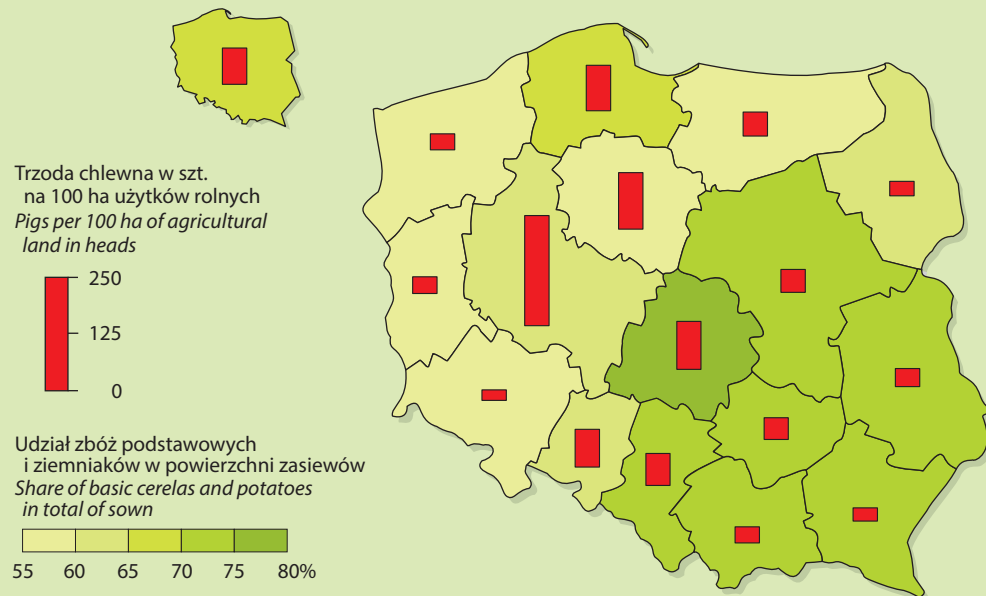 Trzoda chlewna w szt.
na 100 ha użytków rolnych
Pigs per 100 ha of agricultural
land in heads
250
125
0
Udział zbóż podstawowych
i ziemniaków w powierzchni zasiewów
Share of basic cerelas and potatoes
in total of sown
55 60 65 70 75 80%